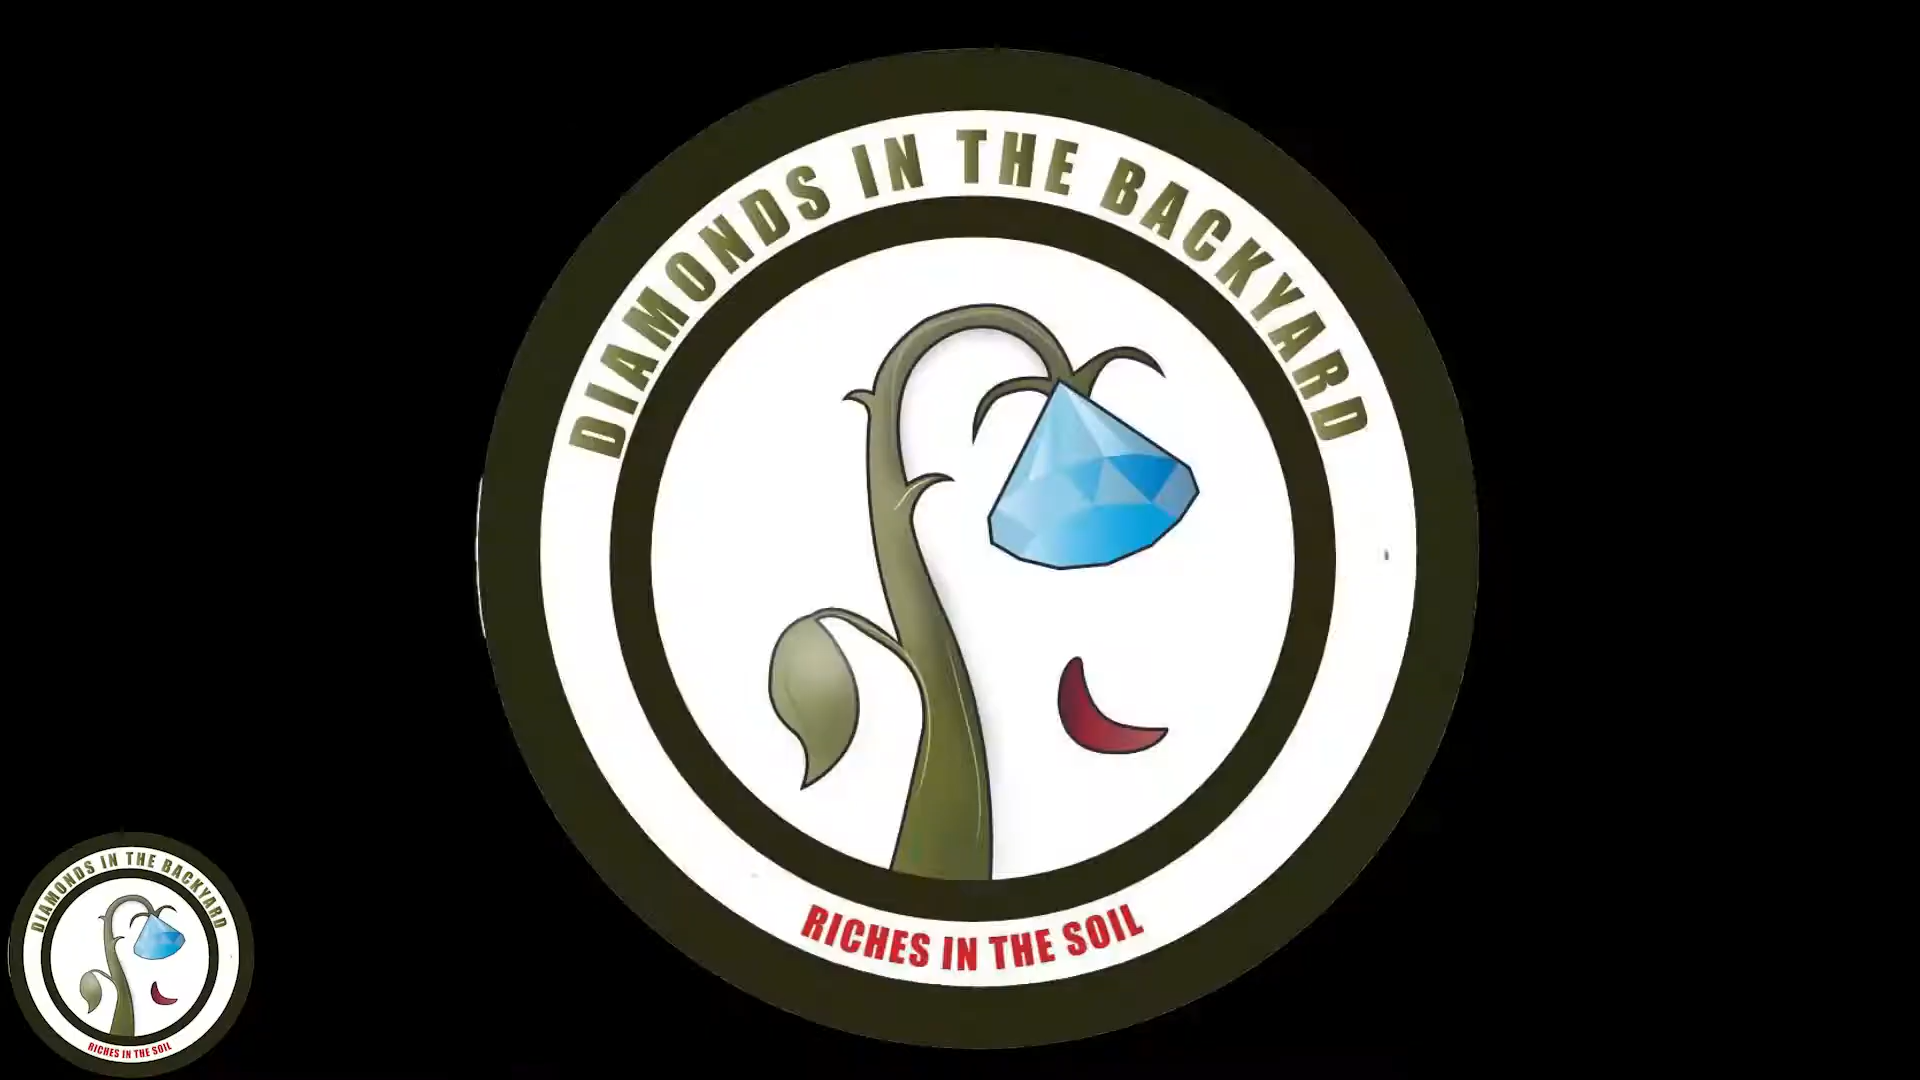 DIAMONDS IN THE BACKYARD
RICHES IN THE SOIL
DIAMONDS IN THE BACKYARD
RICHES IN THE SOIL